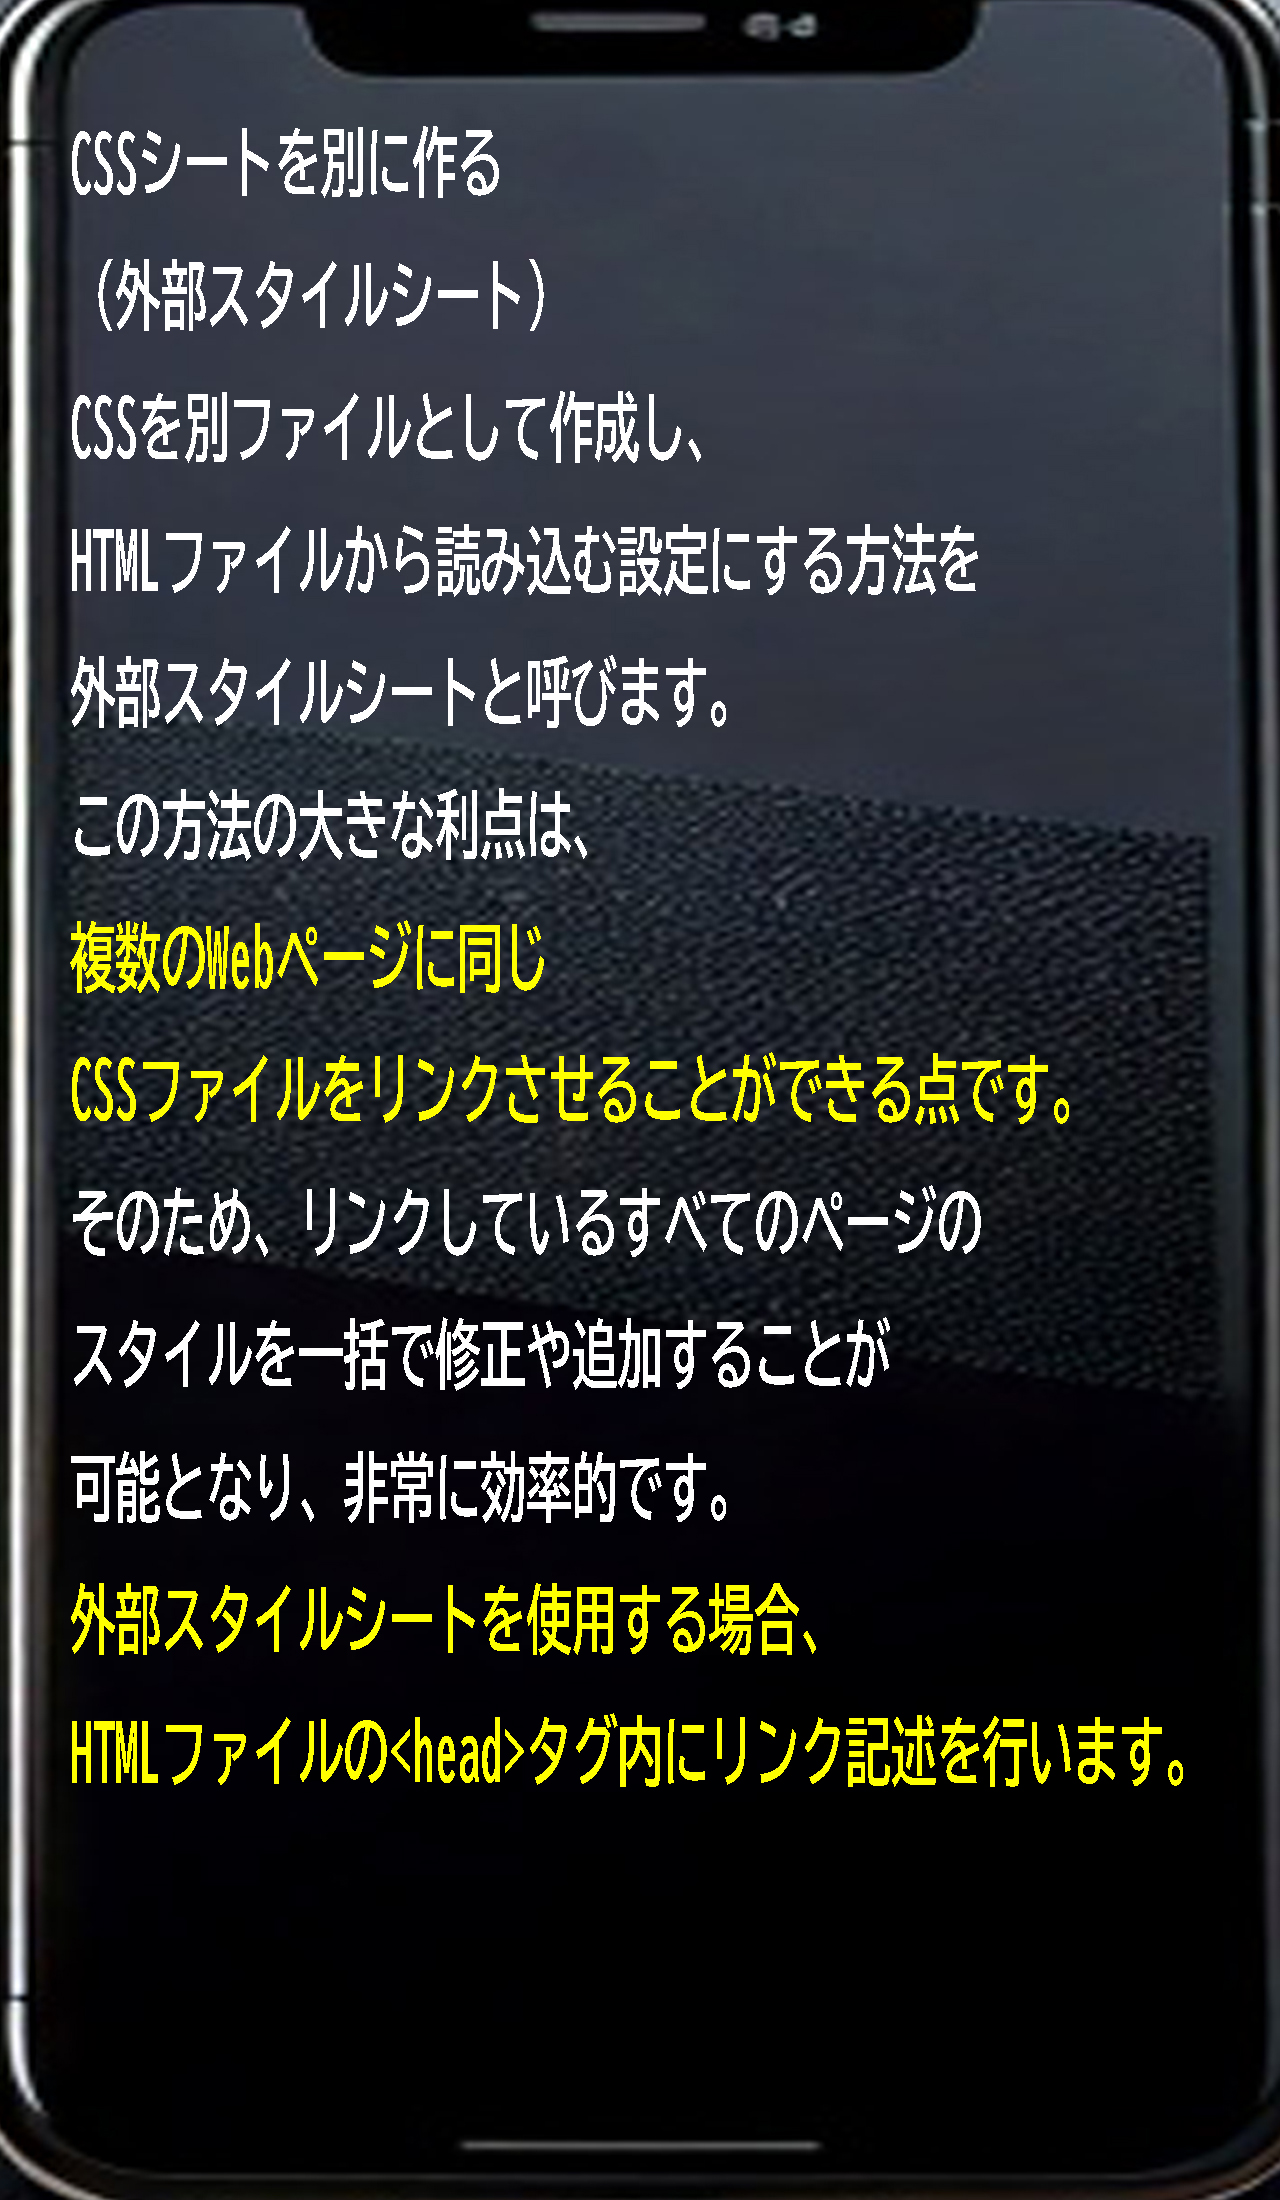 CSSシートを別に作る
（外部スタイルシート）
CSSを別ファイルとして作成し、
HTMLファイルから読み込む設定にする方法を
外部スタイルシートと呼びます。
この方法の大きな利点は、
複数のWebページに同じ
CSSファイルをリンクさせることができる点です。
そのため、リンクしているすべてのページの
スタイルを一括で修正や追加することが
可能となり、非常に効率的です。
外部スタイルシートを使用する場合、
HTMLファイルの<head>タグ内にリンク記述を行います。